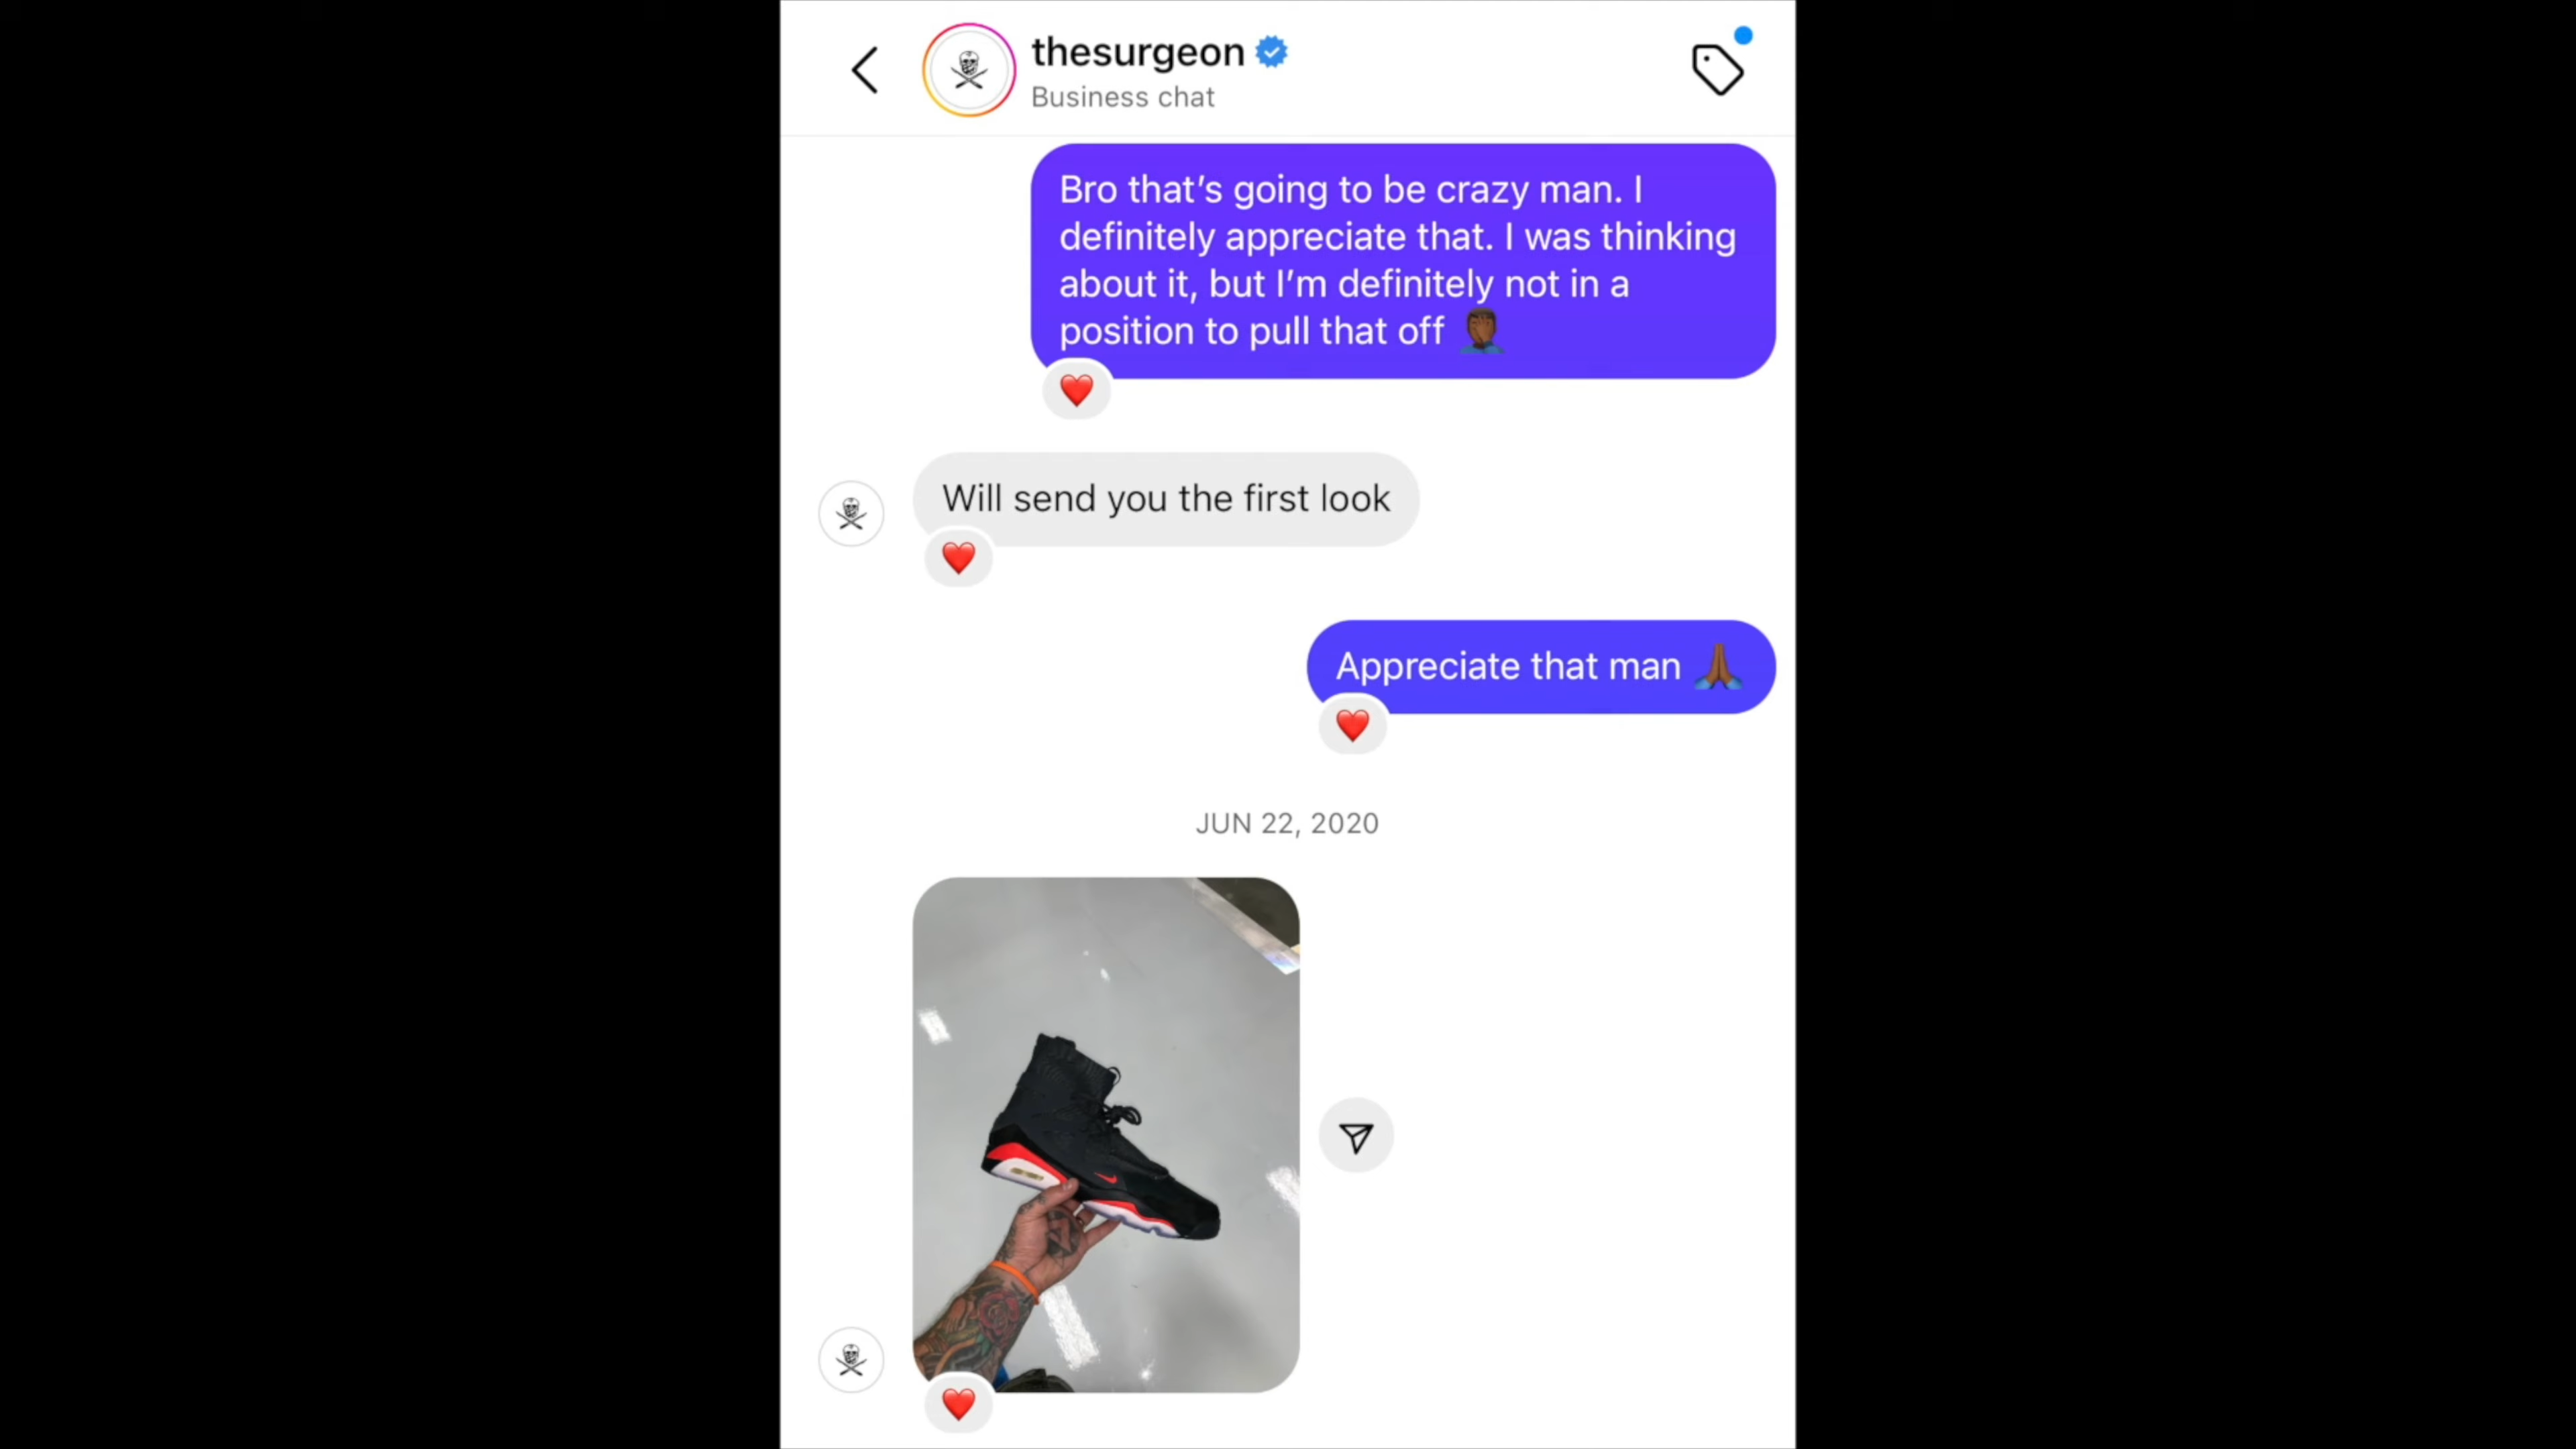 thesurgeon
Business chat
Bro that's going to be crazy man. I
definitely appreciate that. I was thinking
about it, but I'm definitely not in a
position to pull that off 🤦🏾‍♂️
❤️
Will send you the first look
❤️
Appreciate that man 🙏🏾
❤️
JUN 22, 2020
❤️